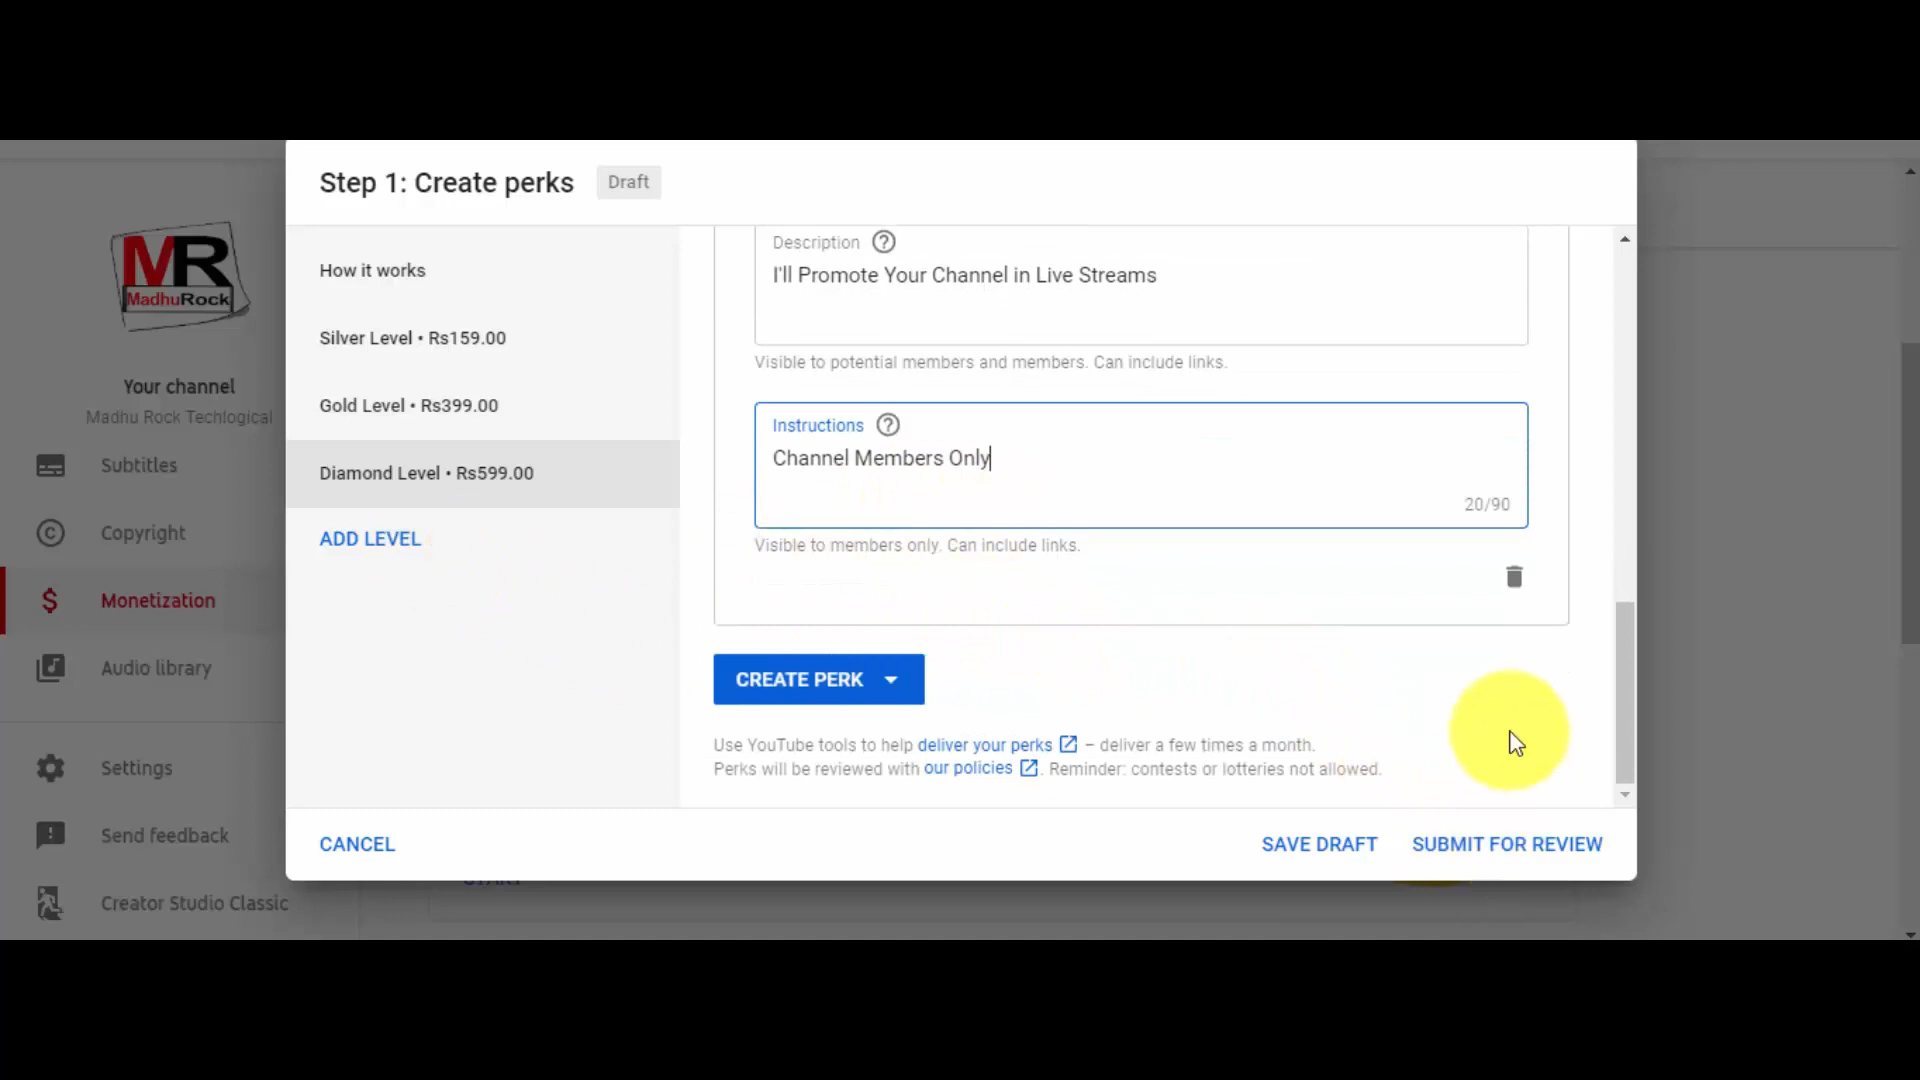 Step 1: Create perks
Draft
MR
MadhuRock
Your channel
Madhu Rock Techlogical
Subtitles
Copyright
Monetization
Audio library
Settings
Send feedback
Creator Studio Classic
How it works
Silver Level • Rs159.00
Gold Level • Rs399.00
Diamond Level • Rs599.00
ADD LEVEL
Description
I'll Promote Your Channel in Live Streams
Visible to potential members and members. Can include links.
Instructions
Channel Members Only
20/90
Visible to members only. Can include links.
CREATE PERK
Use YouTube tools to help deliver your perks – deliver a few times a month.
Perks will be reviewed with our policies . Reminder: contests or lotteries not allowed.
CANCEL
SAVE DRAFT
SUBMIT FOR REVIEW